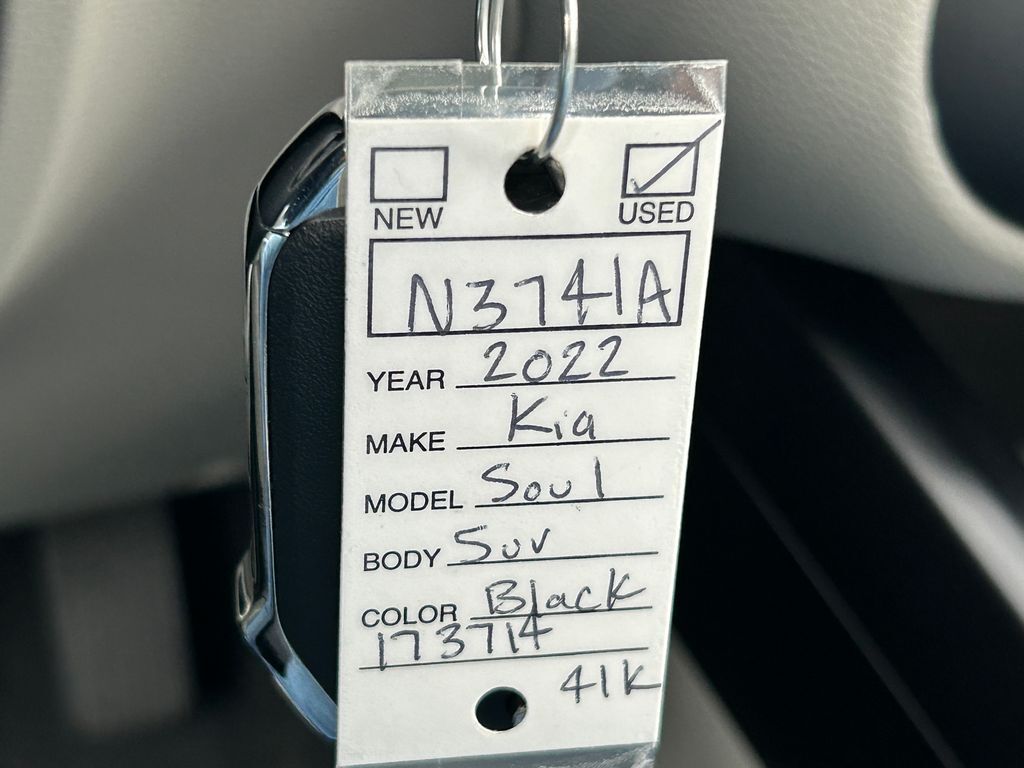 NEW USED
N3741A
YEAR 2022
MAKE Kia
MODEL Soul
BODY Suv
COLOR Black
173714
41K